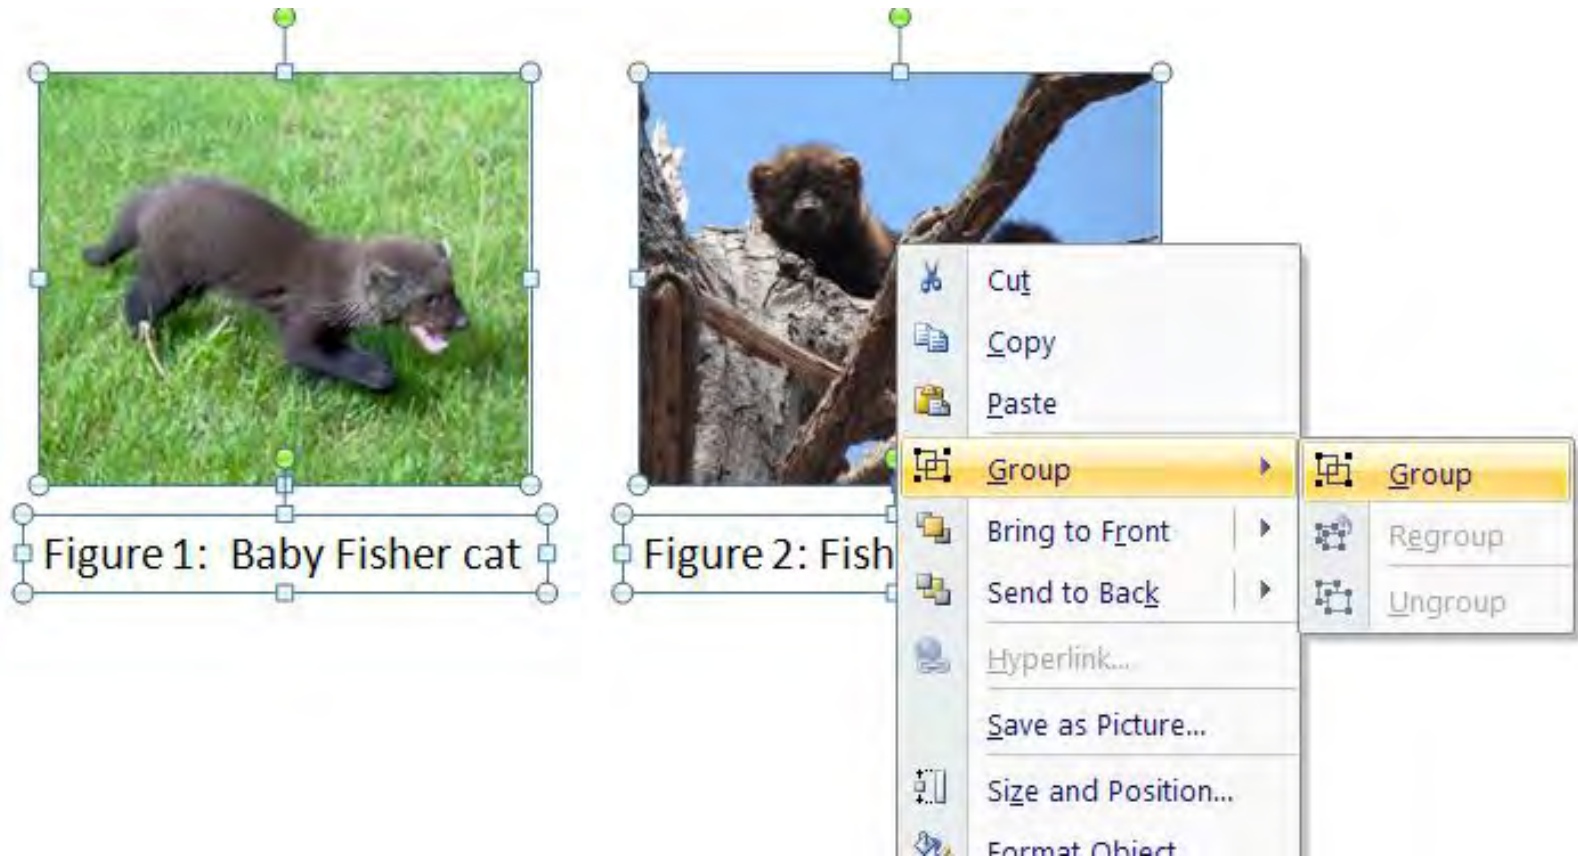 Figure 1:  Baby Fisher cat
Figure 2: Fish
Cut
Copy
Paste
Group
Bring to Front
Send to Back
Hyperlink...
Save as Picture...
Size and Position...
Format Object
Group
Regroup
Ungroup